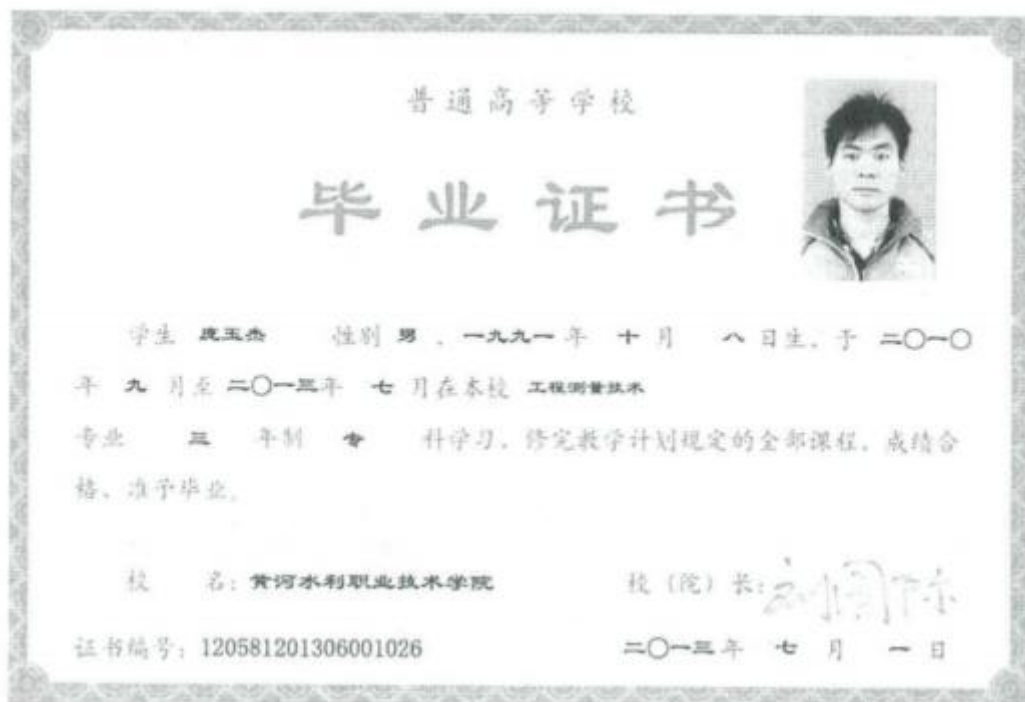 普通高等学校
毕业证书
学生 庞玉杰 性别 男 、一九九一年 十 月 八 日生、于 二〇一〇
年 九 月至 二〇一三年 七 月在本校 工程测量技术
专业 三 年制 专 科学习、修完教学计划规定的全部课程、成绩合
格、准予毕业。
校 名：黄河水利职业技术学院 校（院）长：
证书编号：120581201306001026 二〇一三年 七 月 一 日